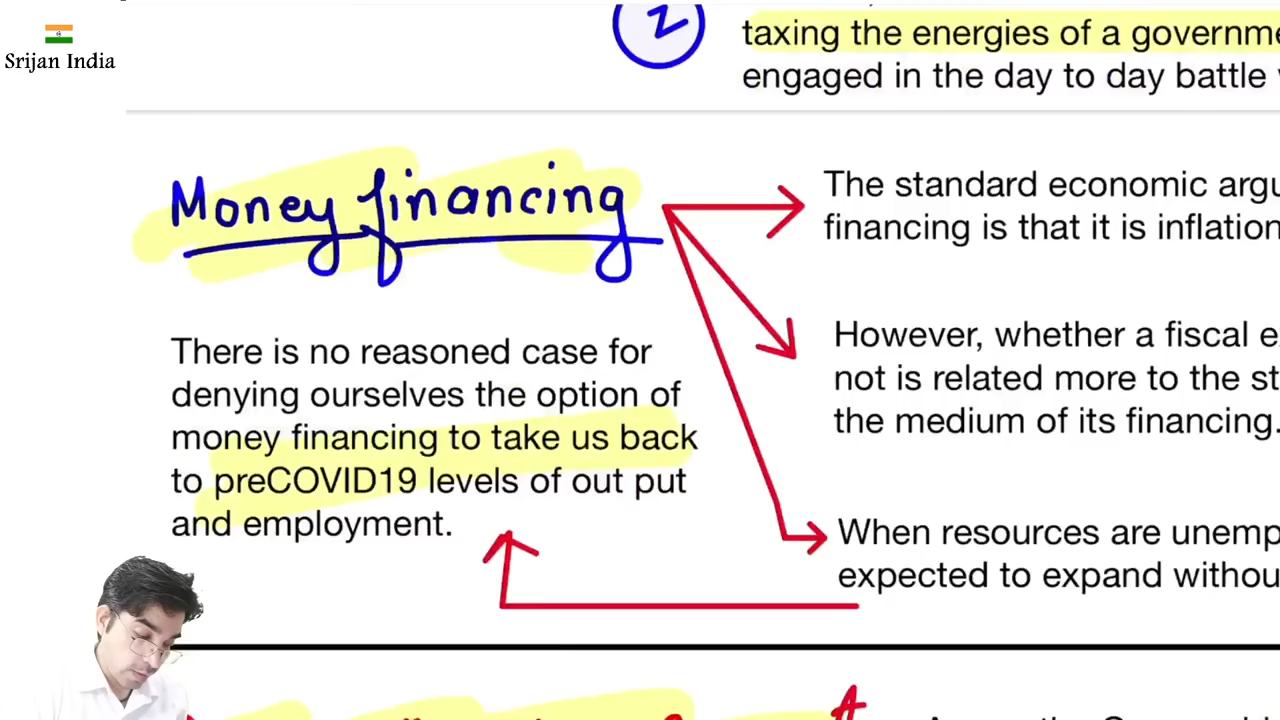 Srijan India
2
taxing the energies of a governme
engaged in the day to day battle
Money financing
The standard economic argu
financing is that it is inflation
There is no reasoned case for
denying ourselves the option of
money financing to take us back
to preCOVID19 levels of out put
and employment.
However, whether a fiscal e
not is related more to the st
the medium of its financing.
When resources are unemp
expected to expand withou